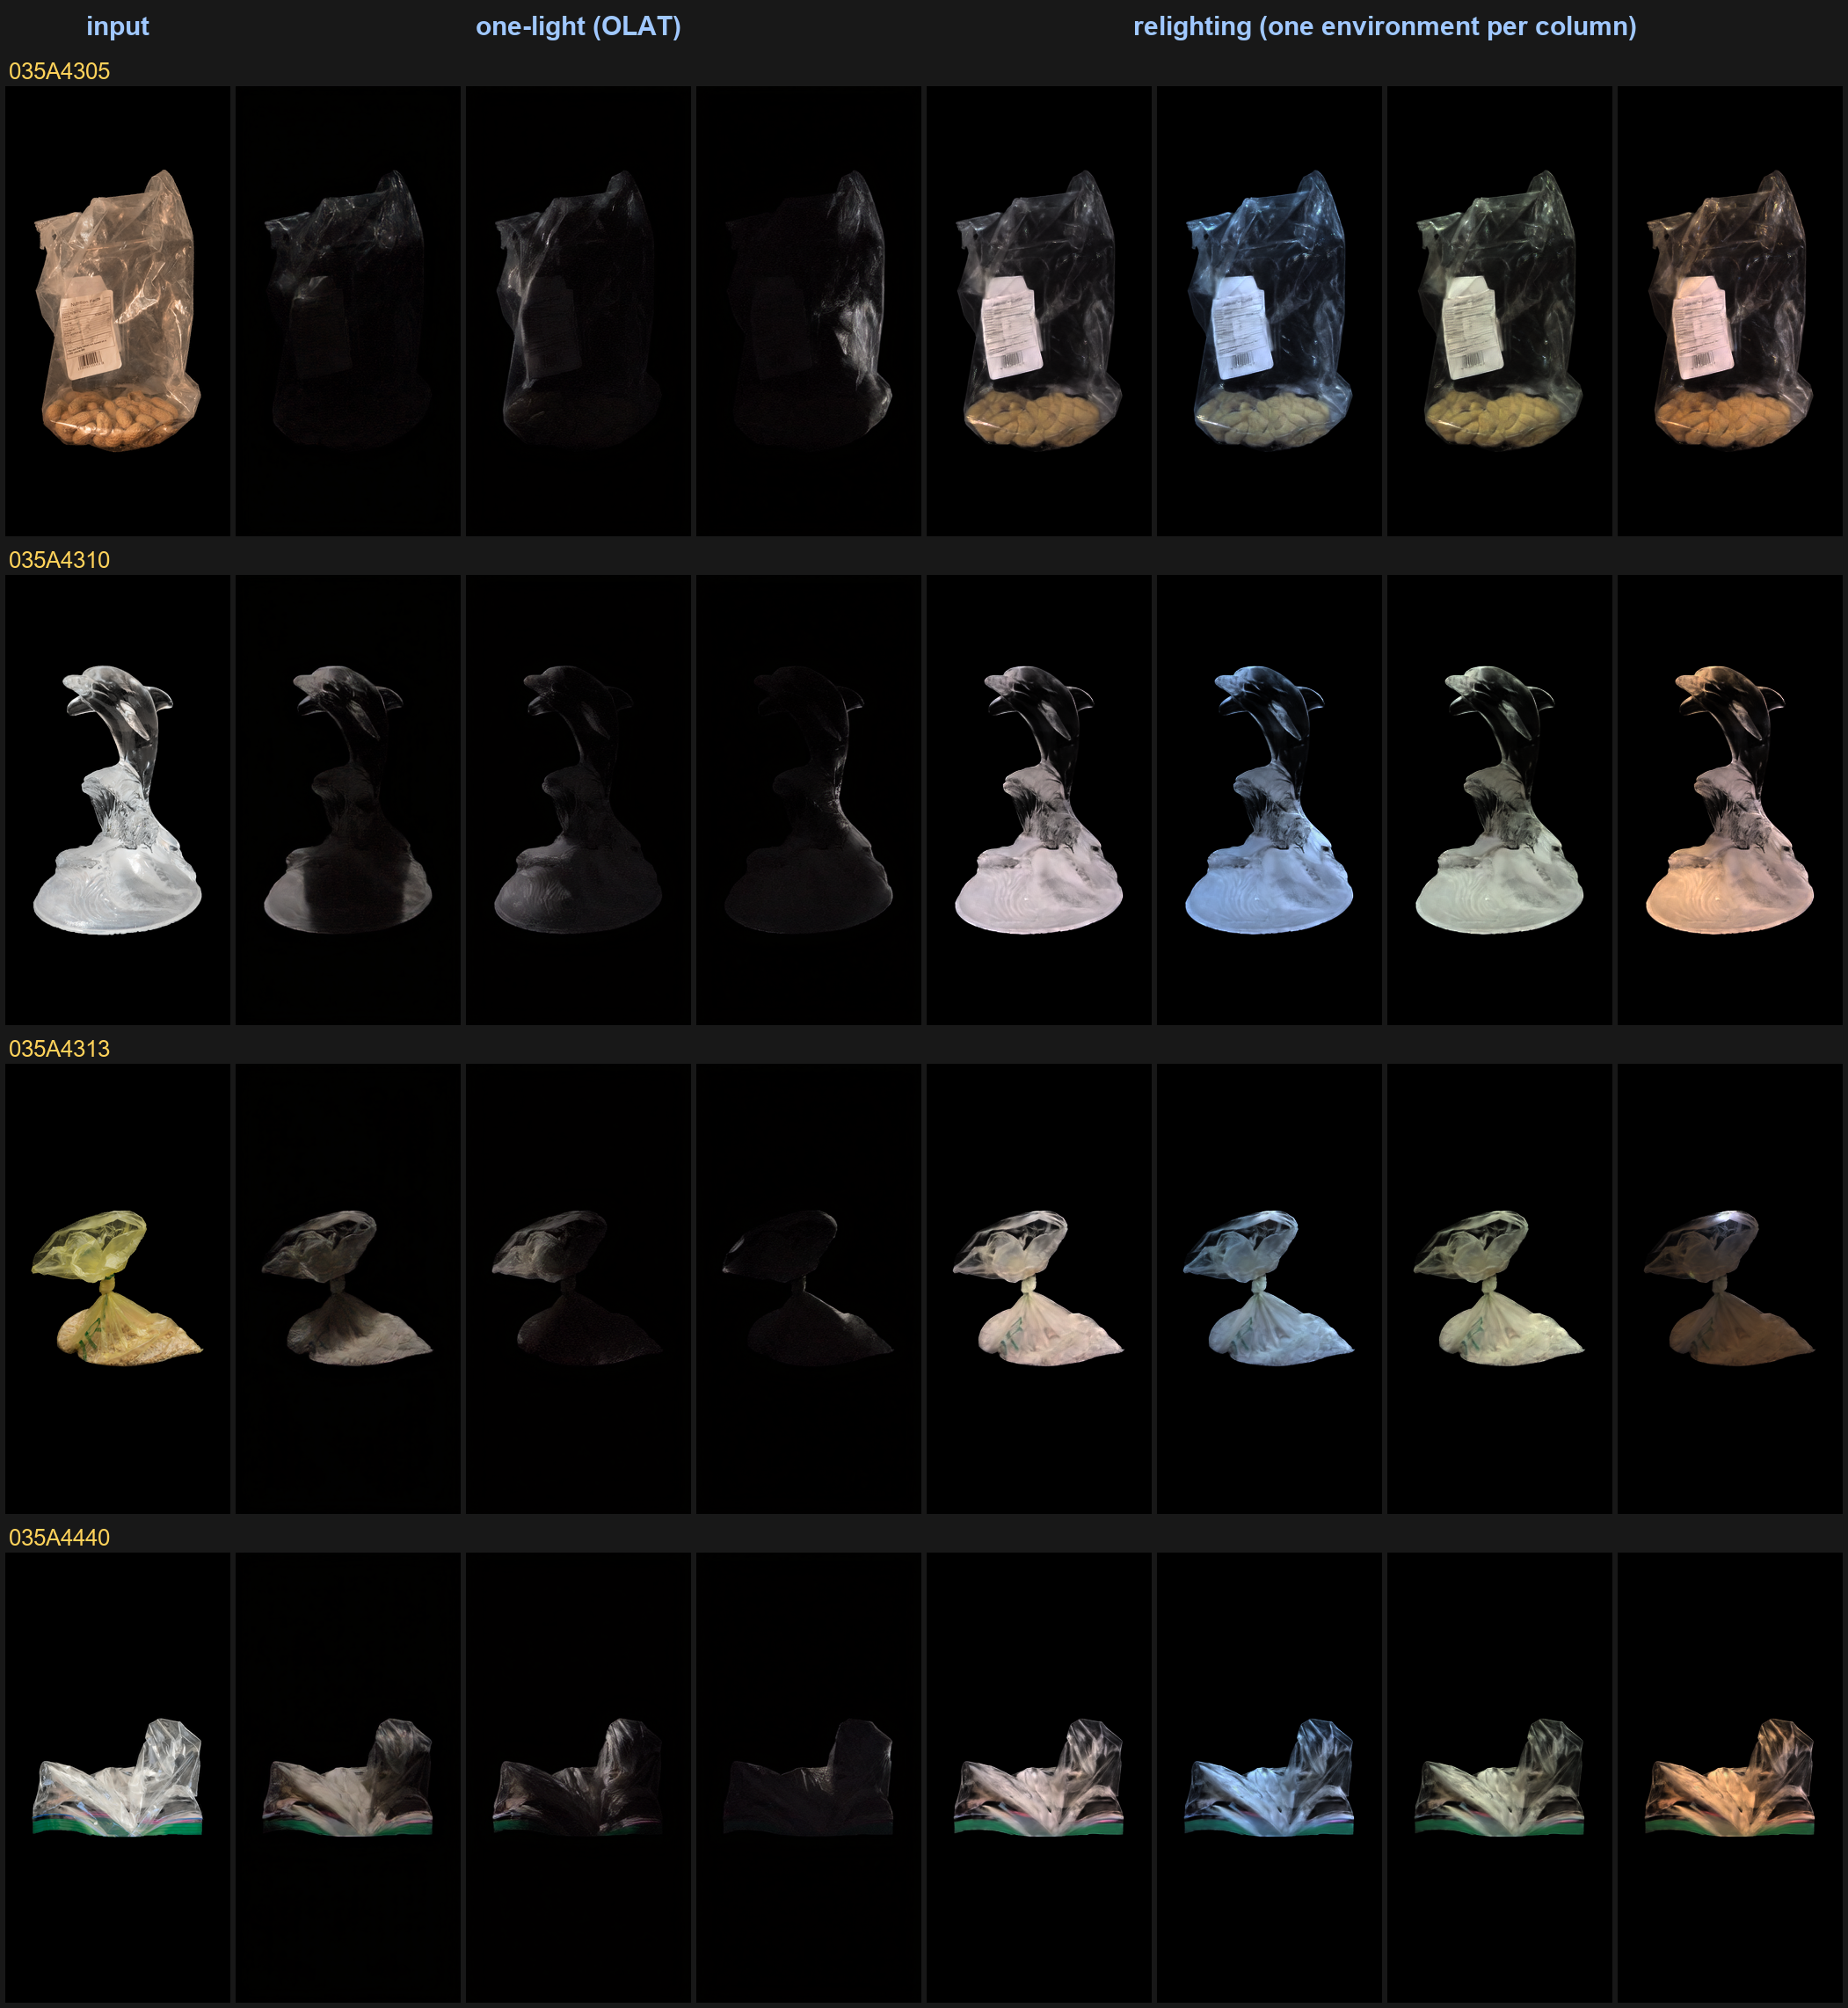 input one-light (OLAT) relighting (one environment per column)
035A4305
035A4310
035A4313
035A4440